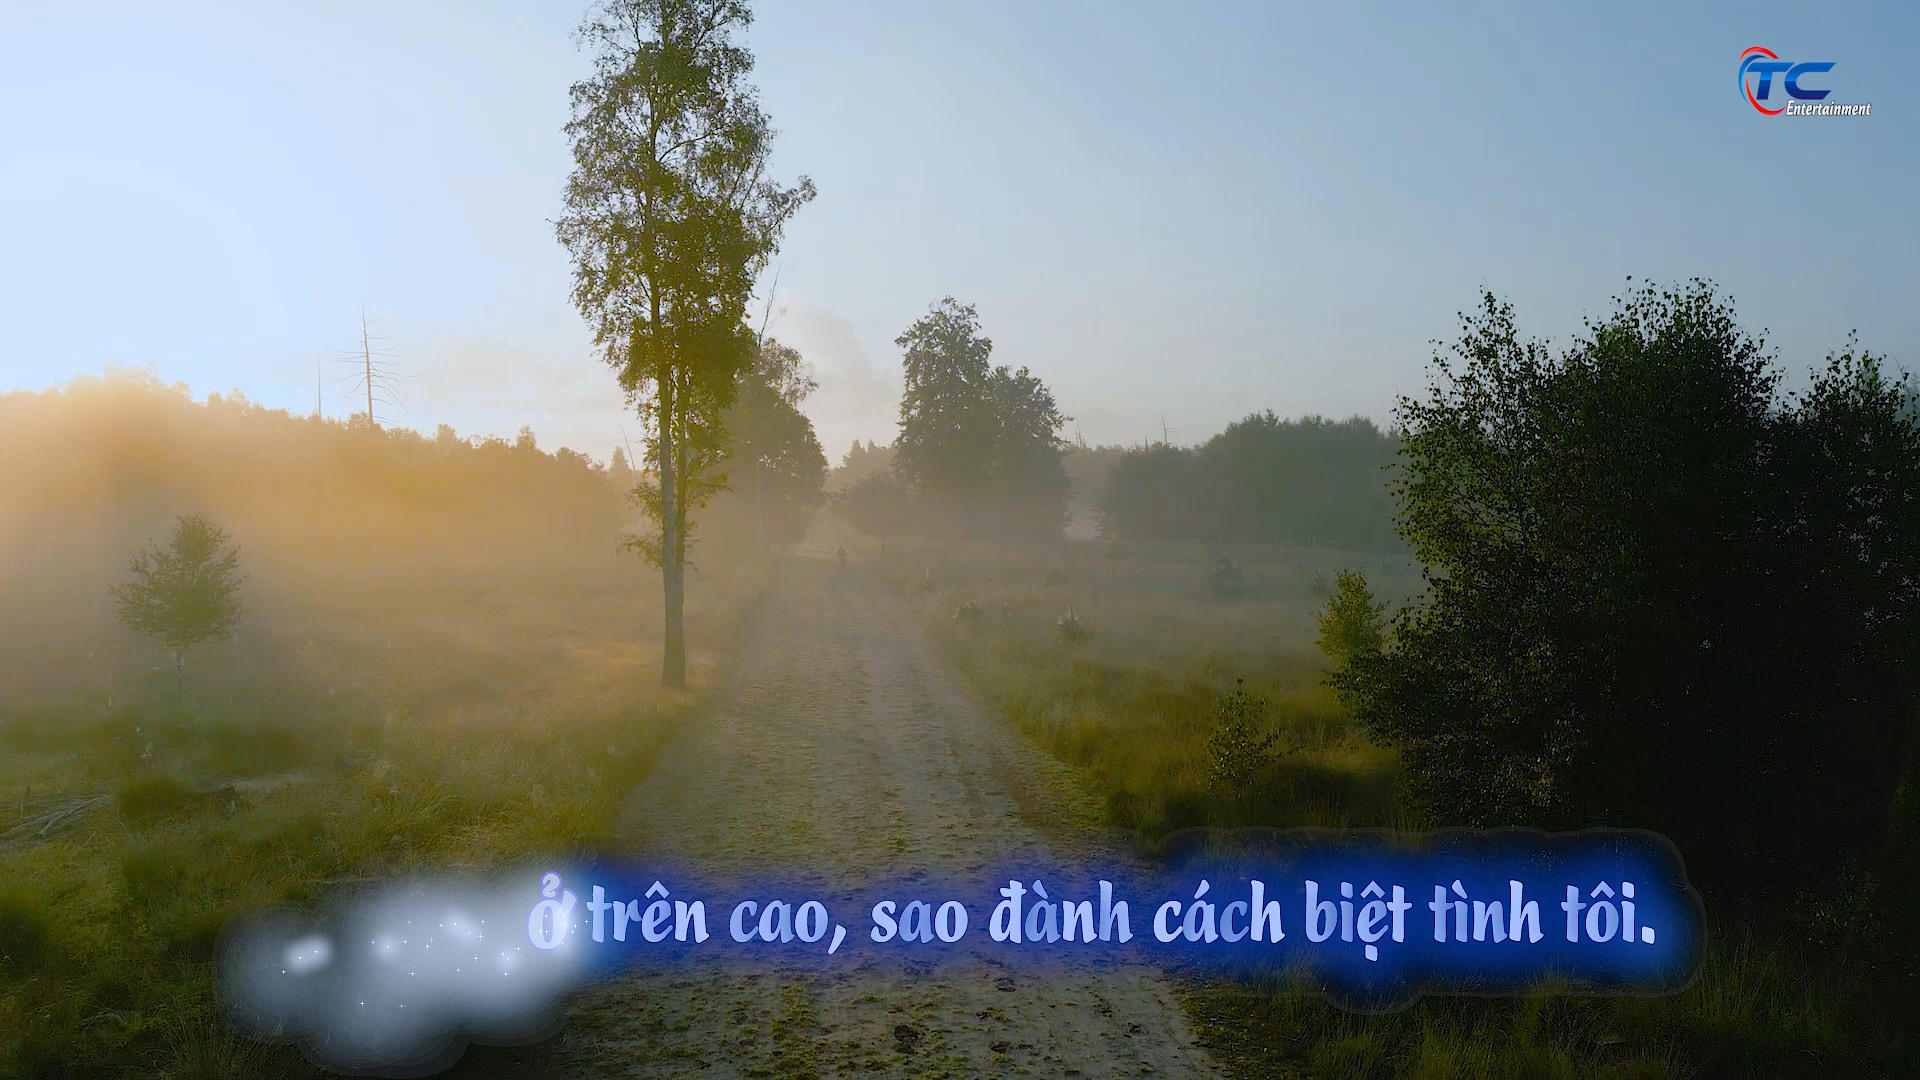 TC
Entertainment
ở trên cao, sao đành cách biệt tình tôi.